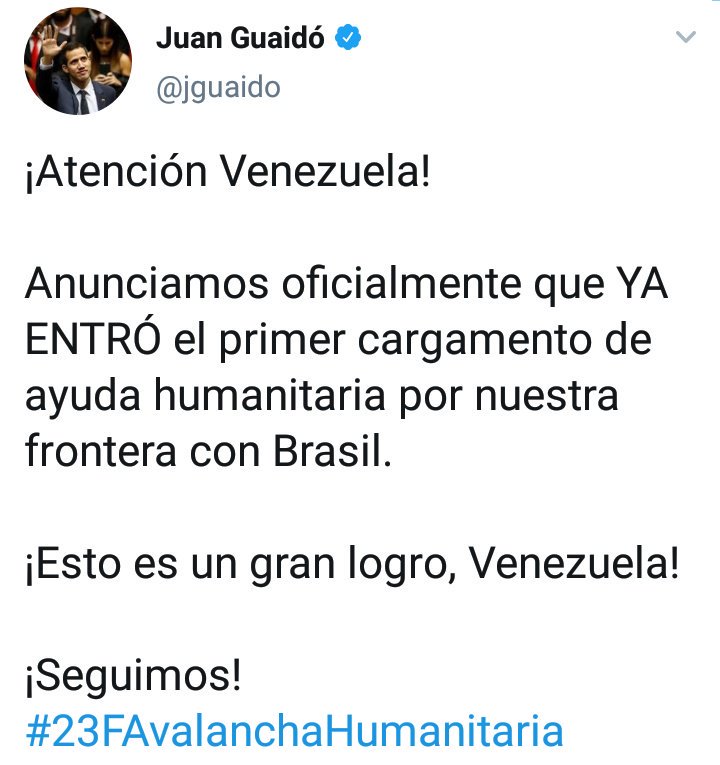 Juan Guaidó
@jguaido
¡Atención Venezuela!
Anunciamos oficialmente que YA
ENTRÓ el primer cargamento de
ayuda humanitaria por nuestra
frontera con Brasil.
¡Esto es un gran logro, Venezuela!
¡Seguimos!
#23FAvalanchaHumanitaria